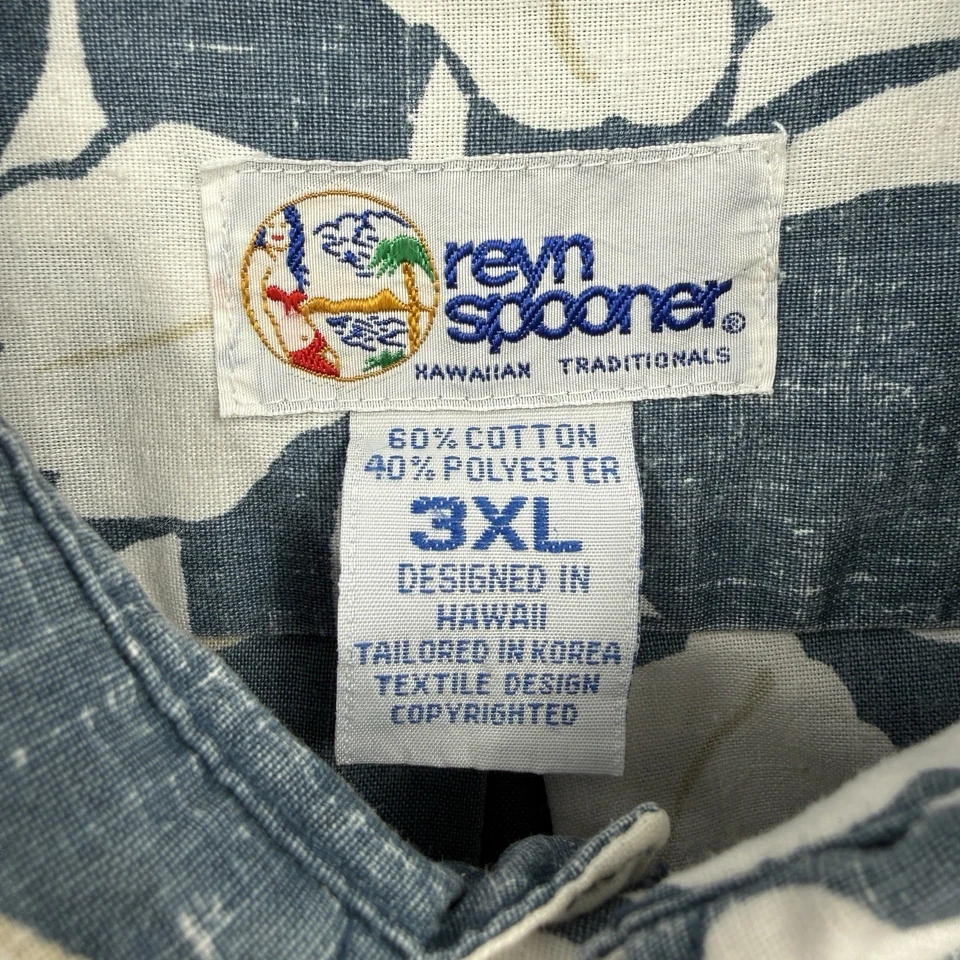 reyn
spooner®
HAWAIIAN TRADITIONALS
60% COTTON
40% POLYESTER
3XL
DESIGNED IN
HAWAII
TAILORED IN KOREA
TEXTILE DESIGN
COPYRIGHTED